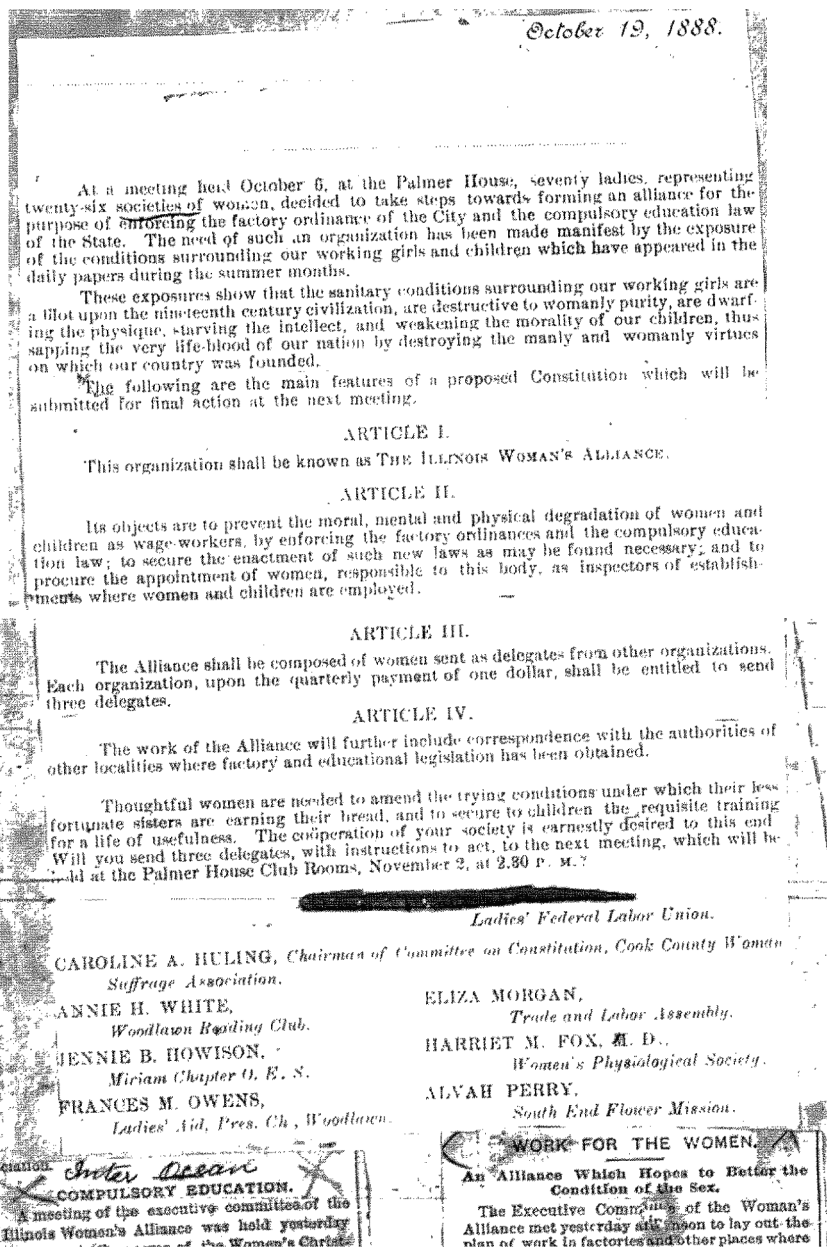 October 19, 1888.
At a meeting held October 6, at the Palmer House, seventy ladies, representing
twenty-six societies of women, decided to take steps towards forming an alliance for the
purpose of enforcing the factory ordinance of the City and the compulsory education law
of the State. The need of such an organization has been made manifest by the exposure
of the conditions surrounding our working girls and children which have appeared in the
daily papers during the summer months.
These exposures show that the sanitary conditions surrounding our working girls are
a blot upon the nineteenth century civilization, are destructive to womanly purity, are dwarf-
ing the physique, starving the intellect, and weakening the morality of our children, thus
sapping the very life-blood of our nation by destroying the manly and womanly virtues
on which our country was founded.
The following are the main features of a proposed Constitution which will be
submitted for final action at the next meeting.
ARTICLE I.
This organization shall be known as THE ILLINOIS WOMAN'S ALLIANCE.
ARTICLE II.
Its objects are to prevent the moral, mental and physical degradation of women and
children as wage-workers, by enforcing the factory ordinances and the compulsory educa-
tion law; to secure the enactment of such new laws as may be found necessary; and to
procure the appointment of women, responsible to this body, as inspectors of establish-
ments where women and children are employed.
ARTICLE III.
The Alliance shall be composed of women sent as delegates from other organizations.
Each organization, upon the quarterly payment of one dollar, shall be entitled to send
three delegates.
ARTICLE IV.
The work of the Alliance will further include correspondence with the authorities of
other localities where factory and educational legislation has been obtained.
Thoughtful women are needed to amend the trying conditions under which their less
fortunate sisters are earning their bread, and to secure to children the requisite training
for a life of usefulness. The coöperation of your society is earnestly desired to this end
Will you send three delegates, with instructions to act, to the next meeting, which will be
held at the Palmer House Club Rooms, November 2, at 2.30 P. M.?
Ladies' Federal Labor Union.
CAROLINE A. HULING, Chairman of Committee on Constitution, Cook County Woman
Suffrage Association.
ANNIE H. WHITE,
Woodlawn Reading Club.
JENNIE B. HOWISON,
Miriam Chapter O. E. S.
FRANCES M. OWENS,
Ladies' Aid, Pres. Ch., Woodlawn.
ELIZA MORGAN,
Trade and Labor Assembly.
HARRIET M. FOX, M. D.,
Women's Physiological Society.
ALVAH PERRY,
South End Flower Mission.
Inter Ocean
COMPULSORY EDUCATION.
A meeting of the executive committee of the
Illinois Women's Alliance was held yesterday
of the Women's Christ-
WORK FOR THE WOMEN.
An Alliance Which Hopes to Better the
Condition of the Sex.
The Executive Committee of the Woman's
Alliance met yesterday afternoon to lay out the
plan of work in factories and other places where